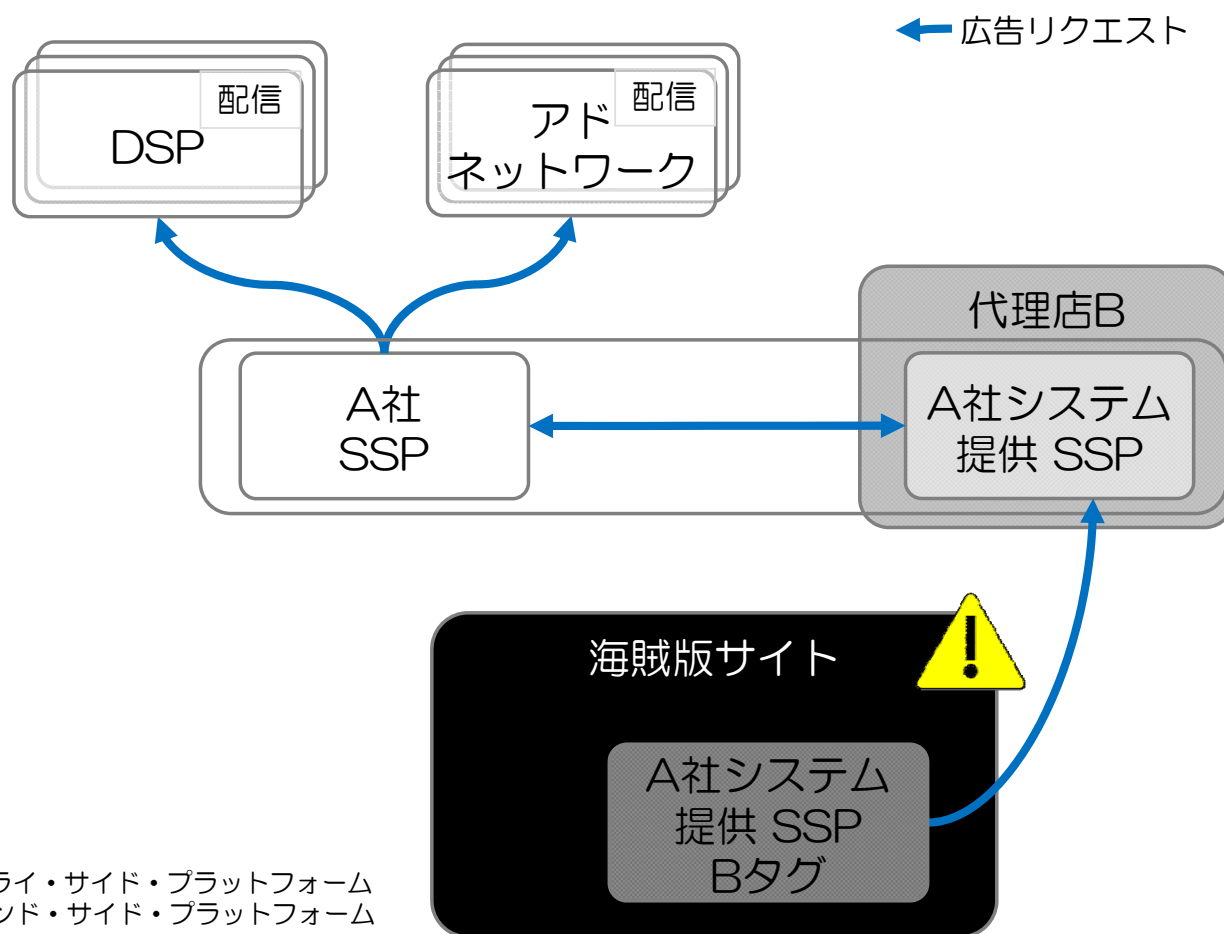 広告リクエスト
配信
DSP
配信
アド
ネットワーク
代理店B
A社
SSP
A社システム
提供 SSP
海賊版サイト
A社システム
提供 SSP
Bタグ
ライ・サイド・プラットフォーム
ンド・サイド・プラットフォーム